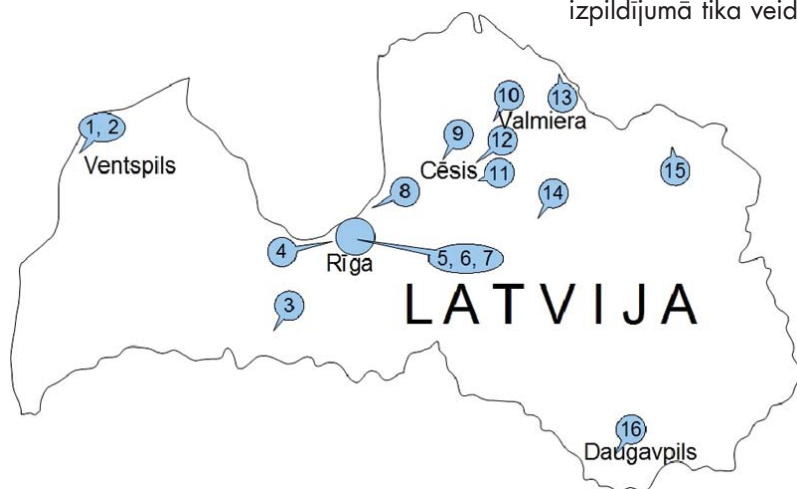 izpildījumā tika veid
10
13
1, 2
Valmiera
9
12
Cēsis
11
15
Ventspils
8
14
4
Rīga
5, 6, 7
3
LATVIJA
16
Daugavpils